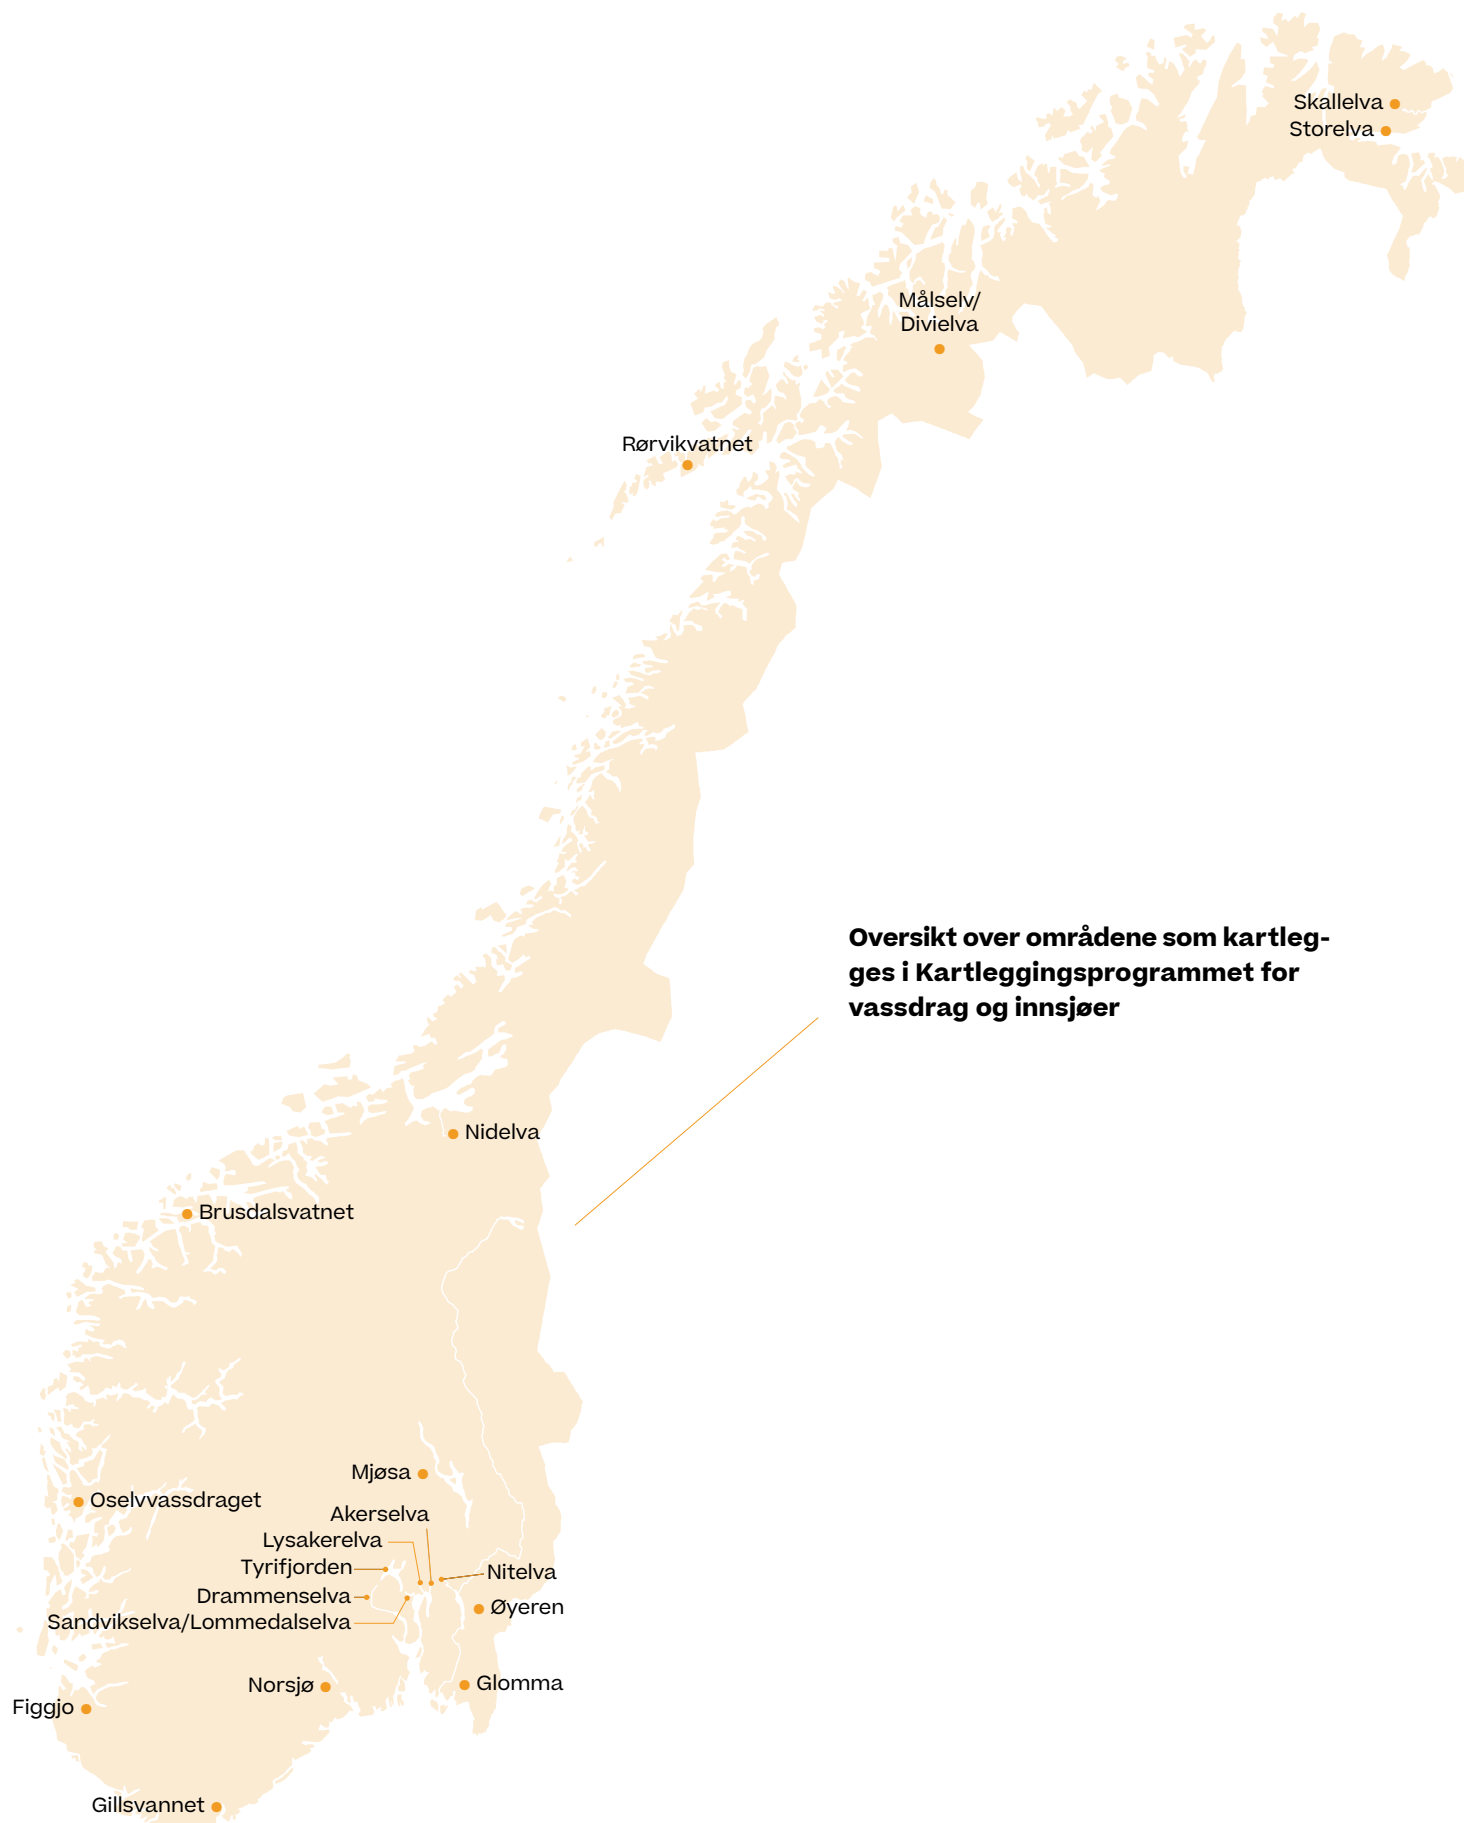 Skallelva
Storelva
Målselv/
Divielva
Rørvikvatnet
Oversikt over områdene som kartleg-
ges i Kartleggingsprogrammet for
vassdrag og innsjøer
Nidelva
Brusdalsvatnet
Mjøsa
Oselvvassdraget
Akerselva
Lysakerelva
Tyrifjorden
Nitelva
Drammenselva
Øyeren
Sandvikselva/Lommedalselva
Norsjø
Glomma
Figgjo
Gillsvannet